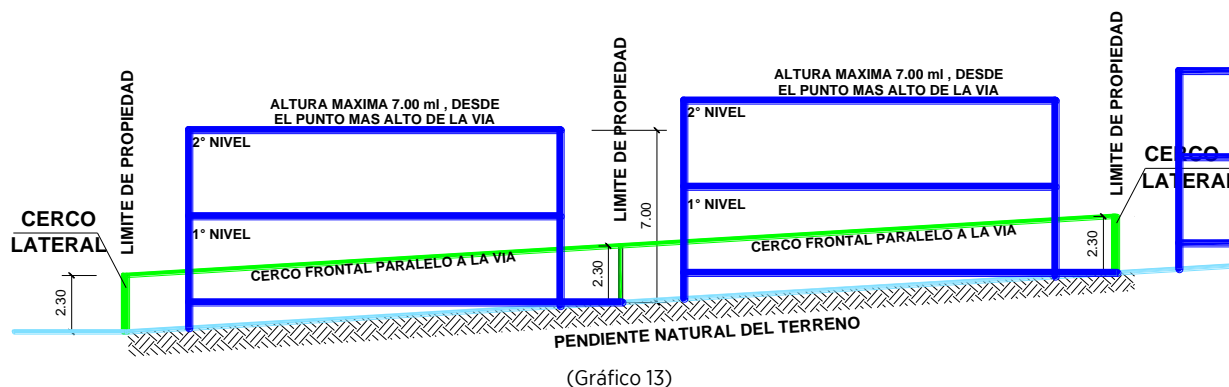 LIMITE DE PROPIEDAD
CERCO
LATERAL
2.30
ALTURA MAXIMA 7.00 ml , DESDE
EL PUNTO MAS ALTO DE LA VIA
2° NIVEL
1° NIVEL
CERCO FRONTAL PARALELO A LA VIA
LIMITE DE PROPIEDAD
2.30
7.00
ALTURA MAXIMA 7.00 ml , DESDE
EL PUNTO MAS ALTO DE LA VIA
2° NIVEL
1° NIVEL
CERCO FRONTAL PARALELO A LA VIA
2.30
LIMITE DE PROPIEDAD
CERCO
LATERAL
PENDIENTE NATURAL DEL TERRENO
(Gráfico 13)